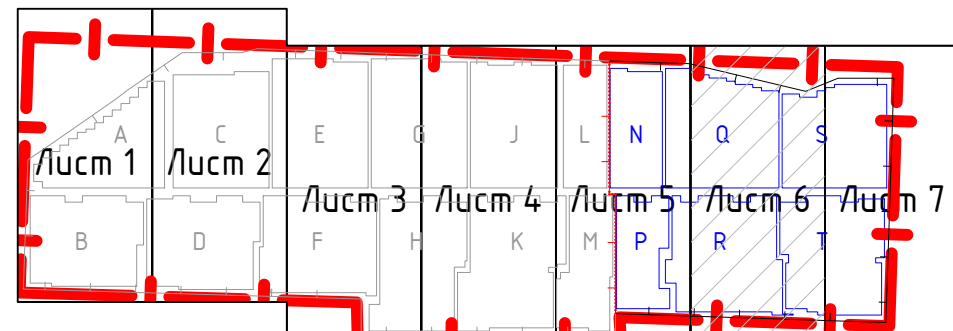 A C E G J L N Q S
Лист 1 Лист 2
Лист 3 Лист 4 Лист 5 Лист 6 Лист 7
B D F H K M P R T